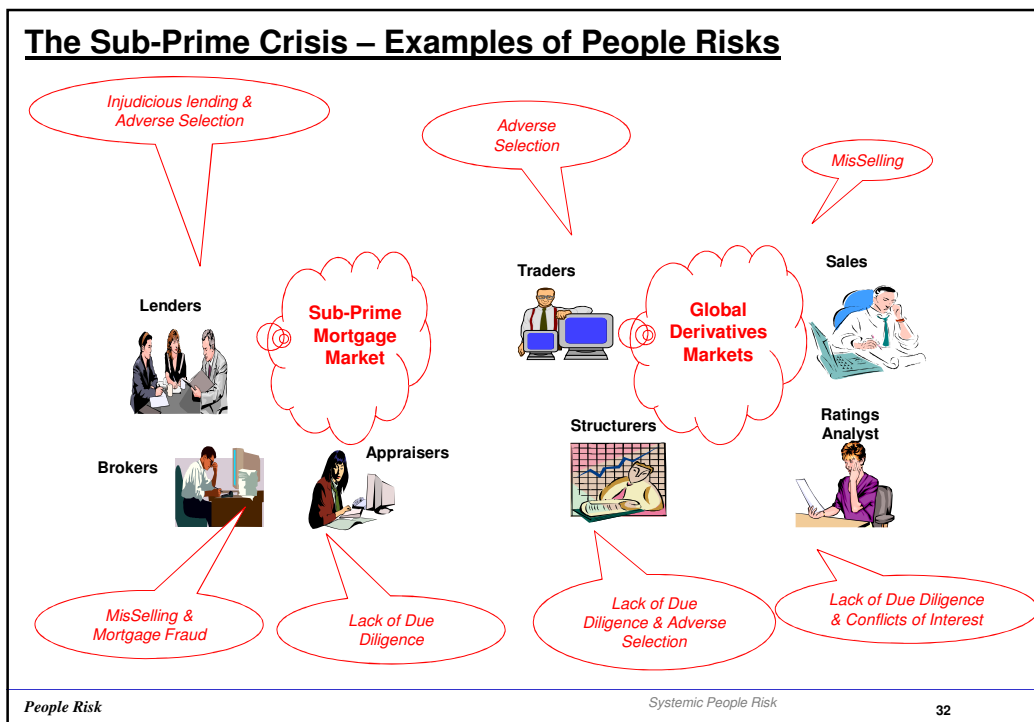 The Sub-Prime Crisis – Examples of People Risks
Injudicious lending &
Adverse Selection
Adverse
Selection
MisSelling
Lenders
Sub-Prime
Mortgage
Market
Traders
Global
Derivatives
Markets
Sales
Brokers
Appraisers
Structurers
Ratings
Analyst
MisSelling &
Mortgage Fraud
Lack of Due
Diligence
Lack of Due
Diligence & Adverse
Selection
Lack of Due Diligence
& Conflicts of Interest
People Risk
Systemic People Risk
32